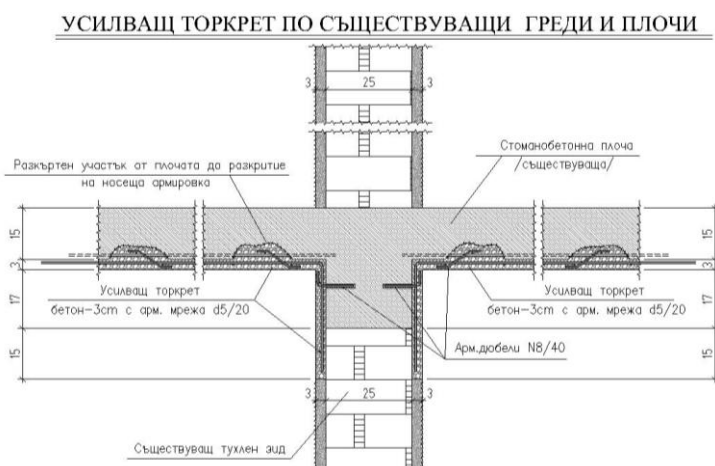 УСИЛВАЩ ТОРКРЕТ ПО СЪЩЕСТВУВАЩИ ГРЕДИ И ПЛОЧИ
3 25 3
Разкъртен участък от плочата до разкритие
на носеща армировка
Стоманобетонна плоча
/съществуваща/
15
3
17
15
15
3
17
15
Усилващ торкрет
бетон-3cm с арм. мрежа d5/20
Усилващ торкрет
бетон-3cm с арм. мрежа d5/20
Арм.дюбели N8/40
3 25 3
Съществуващ тухлен зид